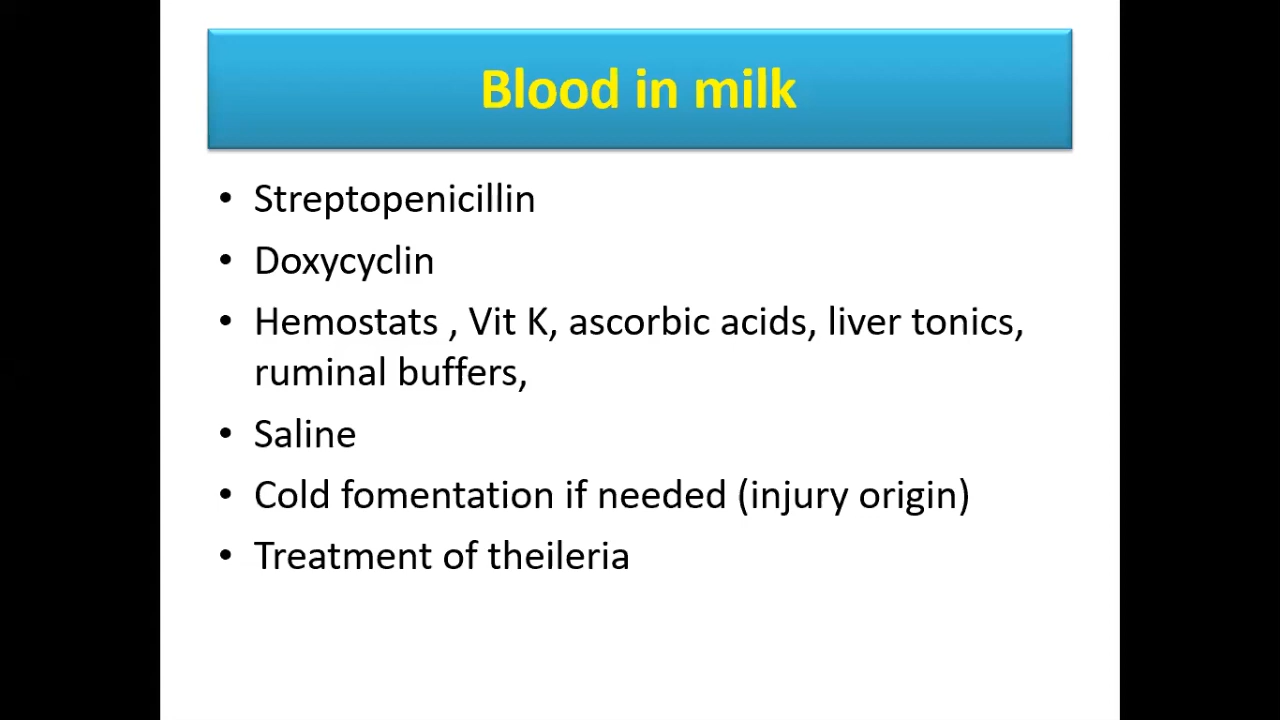 Blood in milk
• Streptopenicillin
• Doxycyclin
• Hemostats , Vit K, ascorbic acids, liver tonics,
ruminal buffers,
• Saline
• Cold fomentation if needed (injury origin)
• Treatment of theileria